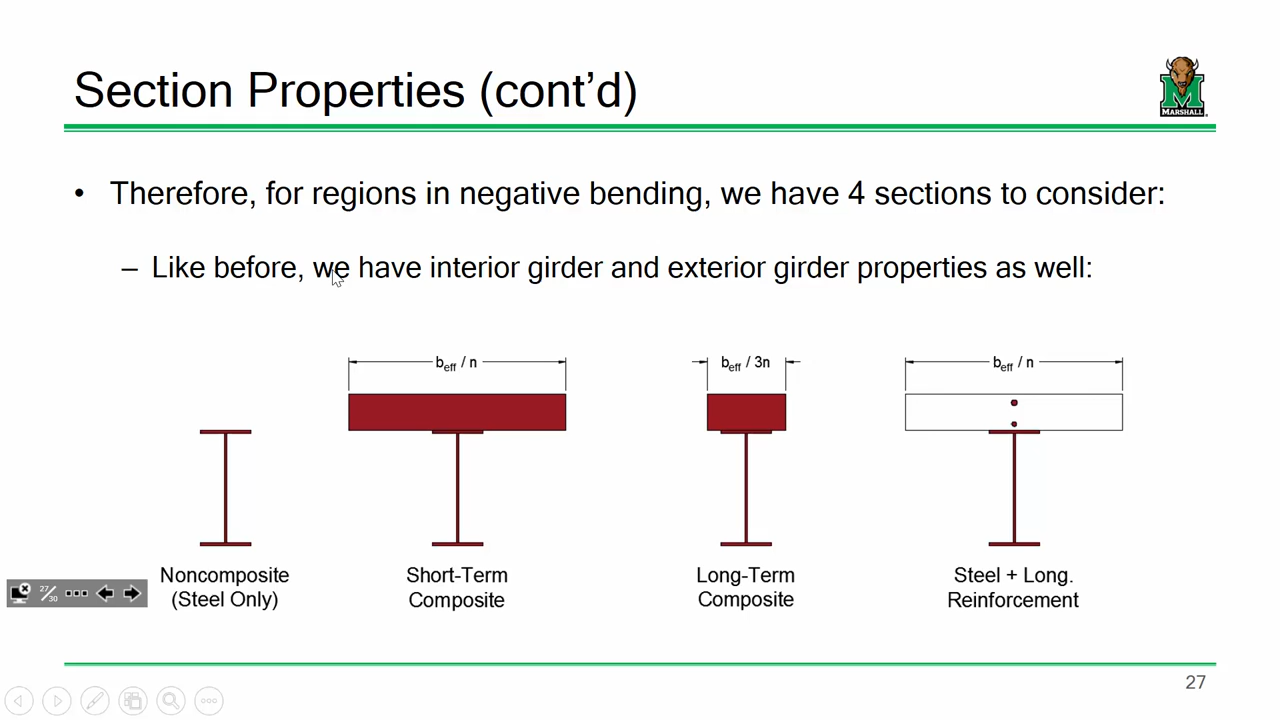 Section Properties (cont'd)
MARSHALL
• Therefore, for regions in negative bending, we have 4 sections to consider:
– Like before, we have interior girder and exterior girder properties as well:
beff / n
beff / 3n
beff / n
Noncomposite
(Steel Only)
Short-Term
Composite
Long-Term
Composite
Steel + Long.
Reinforcement
27/30
27